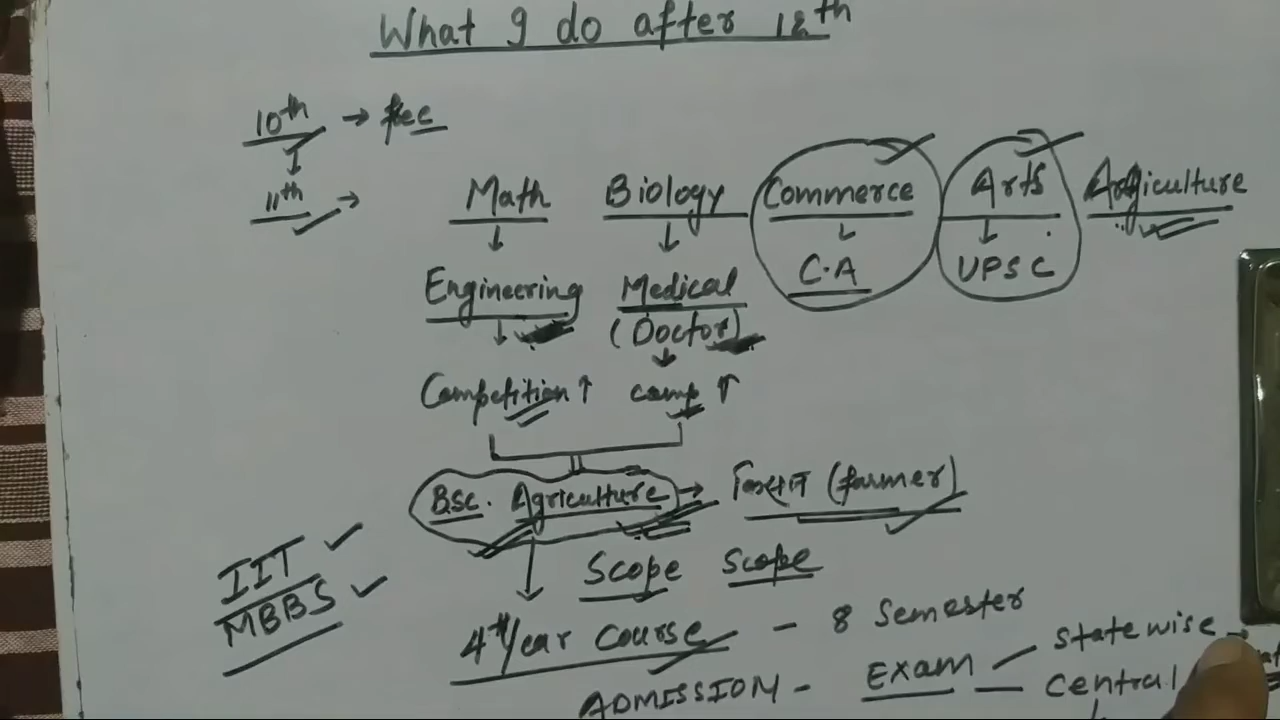 What I do after 12th
10th → Rec
11th →
Math Biology Commerce Arts Agriculture
Engineering Medical C.A UPSC
(Doctor)
Competition ↑ comp ↑
Bsc. Agriculture → किसान (farmer)
IIT Scope Scope
MBBS
4th Year Course - 8 Semester
ADMISSION - Exam Statewise
Central